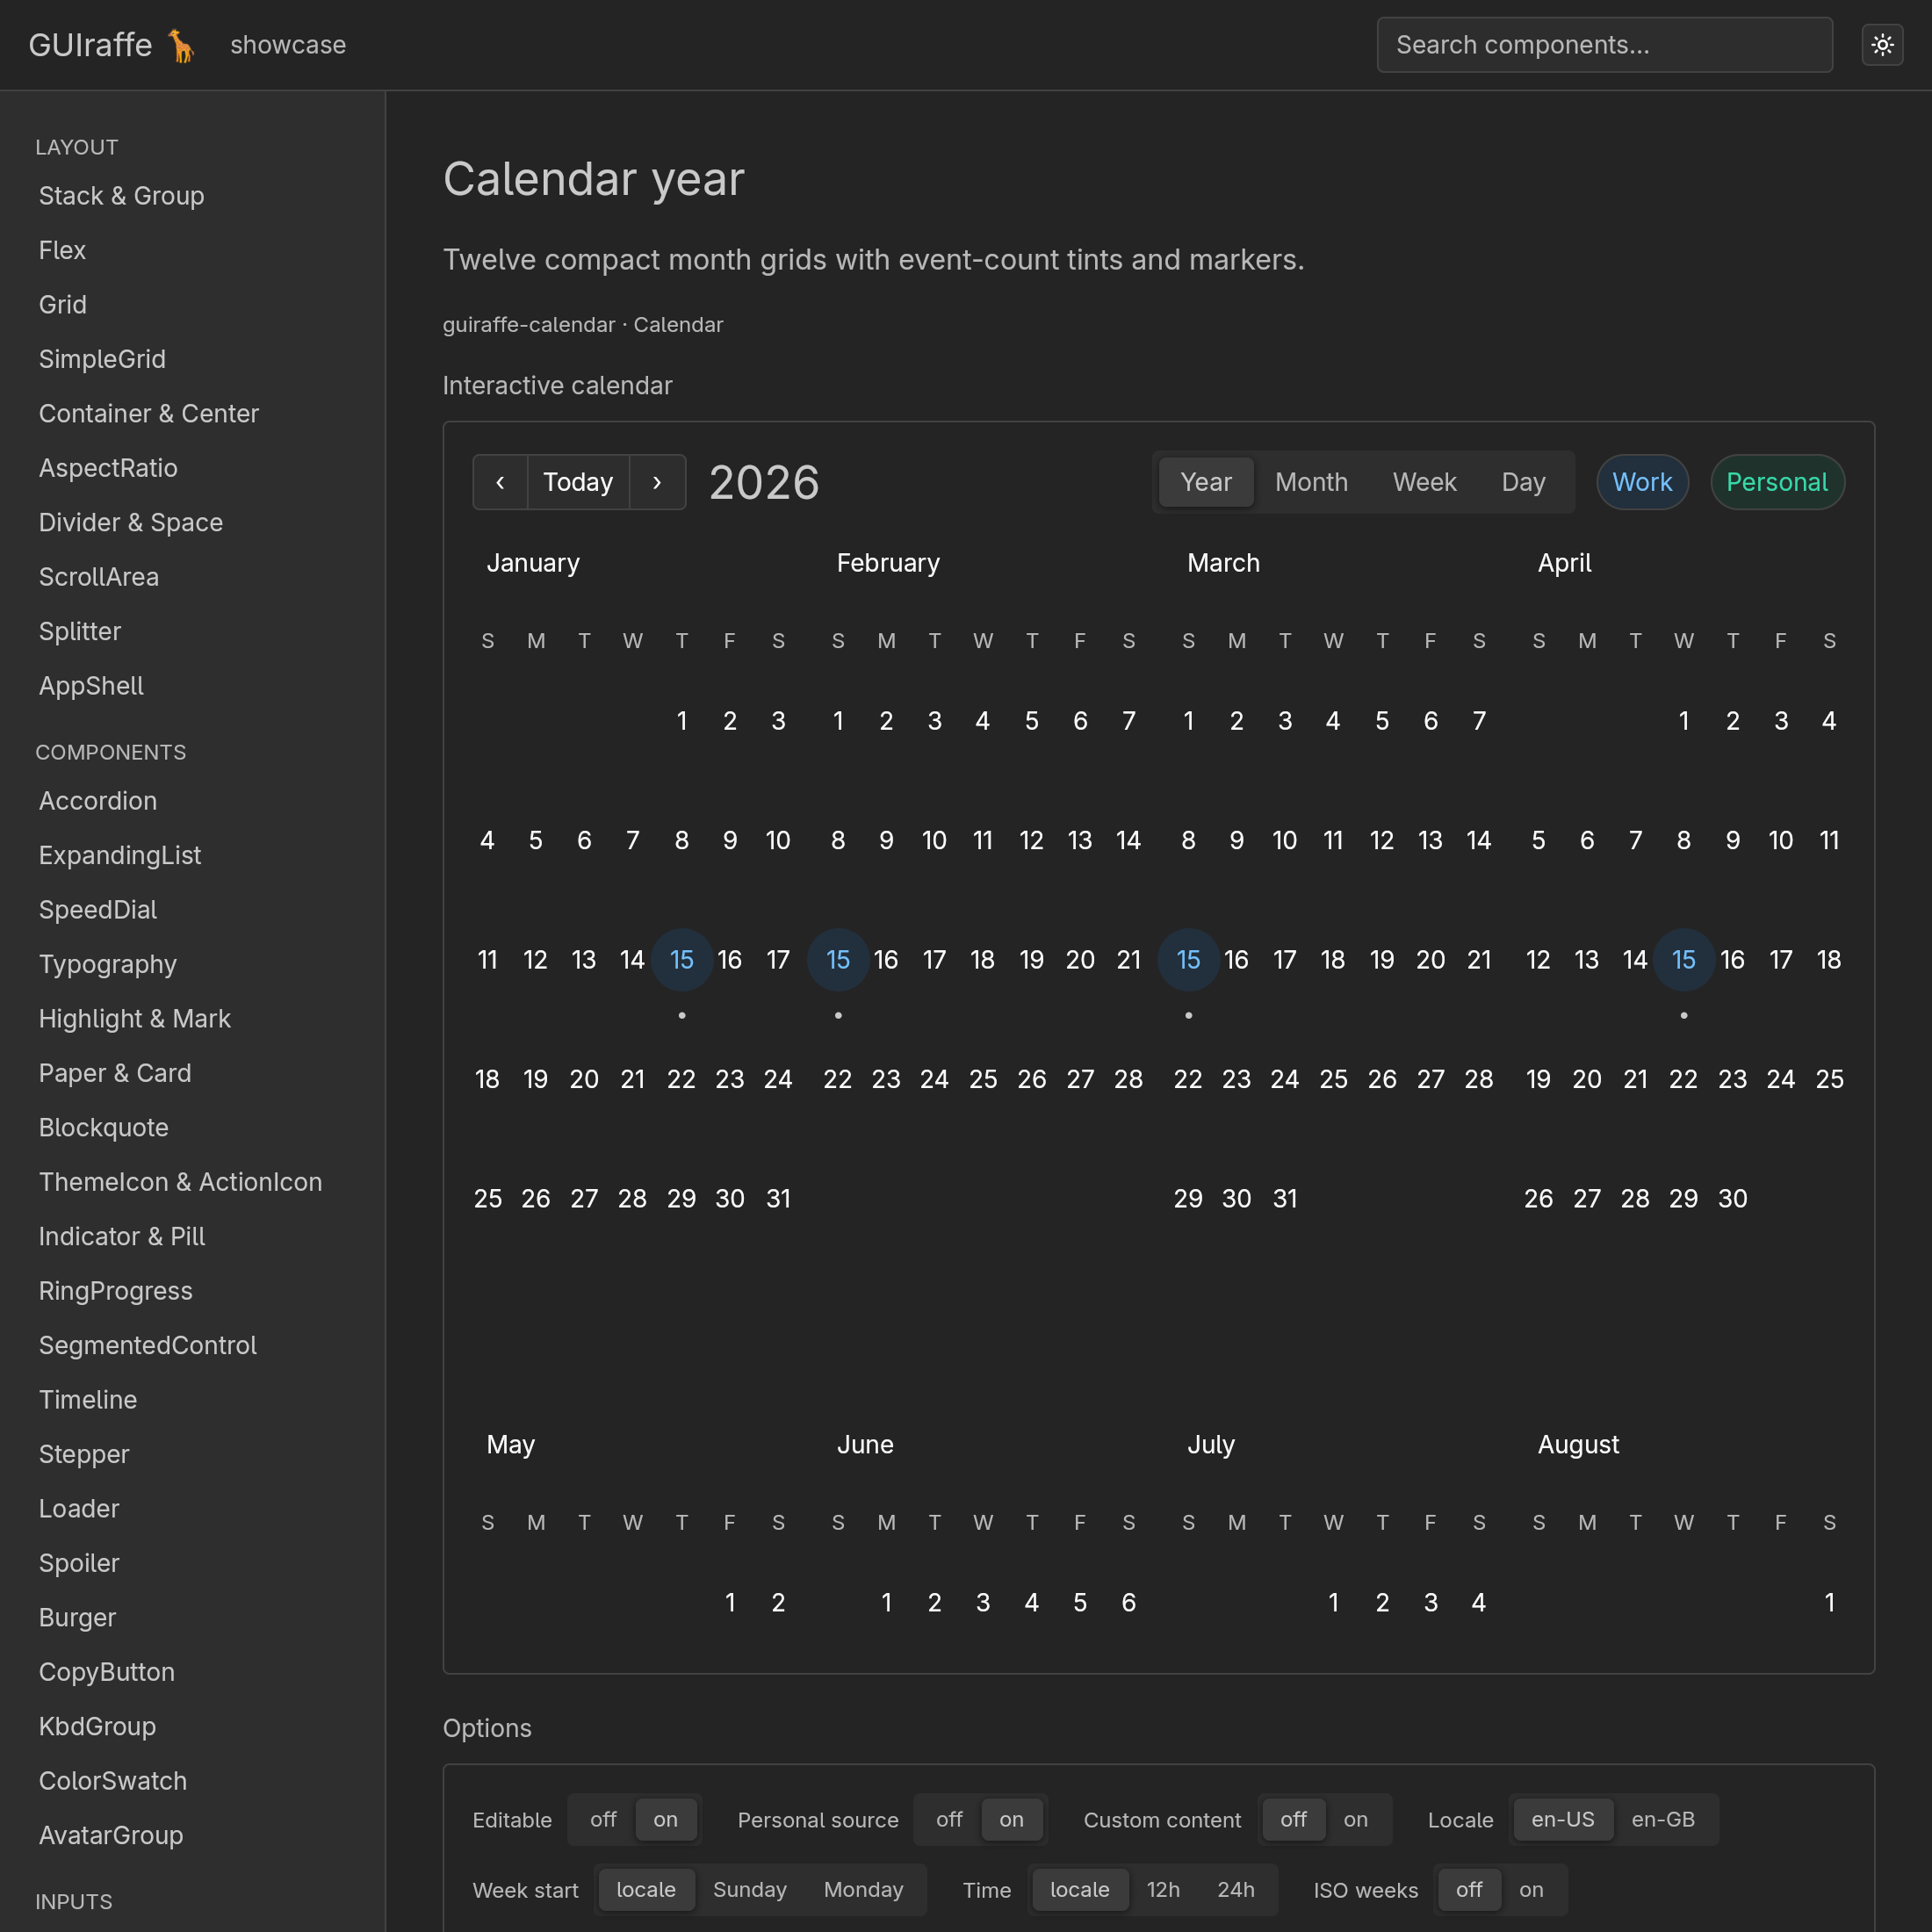 GUIraffe 🦒 showcase
Search components...
LAYOUT
Stack & Group
Flex
Grid
SimpleGrid
Container & Center
AspectRatio
Divider & Space
ScrollArea
Splitter
AppShell
COMPONENTS
Accordion
ExpandingList
SpeedDial
Typography
Highlight & Mark
Paper & Card
Blockquote
ThemeIcon & ActionIcon
Indicator & Pill
RingProgress
SegmentedControl
Timeline
Stepper
Loader
Spoiler
Burger
CopyButton
KbdGroup
ColorSwatch
AvatarGroup
INPUTS
Calendar year
Twelve compact month grids with event-count tints and markers.
guiraffe-calendar · Calendar
Interactive calendar
‹ Today › 2026 Year Month Week Day Work Personal
January February March April
S M T W T F S S M T W T F S S M T W T F S S M T W T F S
1 2 3 1 2 3 4 5 6 7 1 2 3 4 5 6 7 1 2 3 4
4 5 6 7 8 9 10 8 9 10 11 12 13 14 8 9 10 11 12 13 14 5 6 7 8 9 10 11
11 12 13 14 15 16 17 15 16 17 18 19 20 21 15 16 17 18 19 20 21 12 13 14 15 16 17 18
18 19 20 21 22 23 24 22 23 24 25 26 27 28 22 23 24 25 26 27 28 19 20 21 22 23 24 25
25 26 27 28 29 30 31 29 30 31 26 27 28 29 30
May June July August
S M T W T F S S M T W T F S S M T W T F S S M T W T F S
1 2 1 2 3 4 5 6 1 2 3 4 1
Options
Editable off on Personal source off on Custom content off on Locale en-US en-GB
Week start locale Sunday Monday Time locale 12h 24h ISO weeks off on